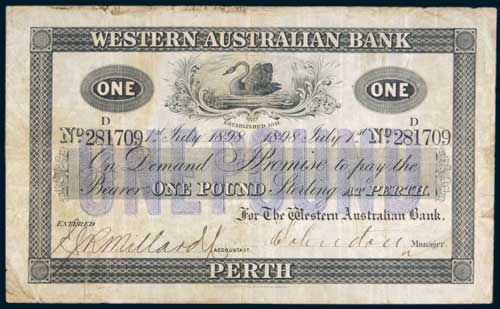 WESTERN AUSTRALIAN BANK
ONE ONE
ESTABLISHED 1841
D D
No. 281709 1st July 1898 1898 July 1st No. 281709
On Demand I Promise to pay the
Bearer ONE POUND Sterling AT PERTH.
ONE POUND
For The Western Australian Bank.
ENTERED
Millard ACCOUNTANT. Manager.
PERTH